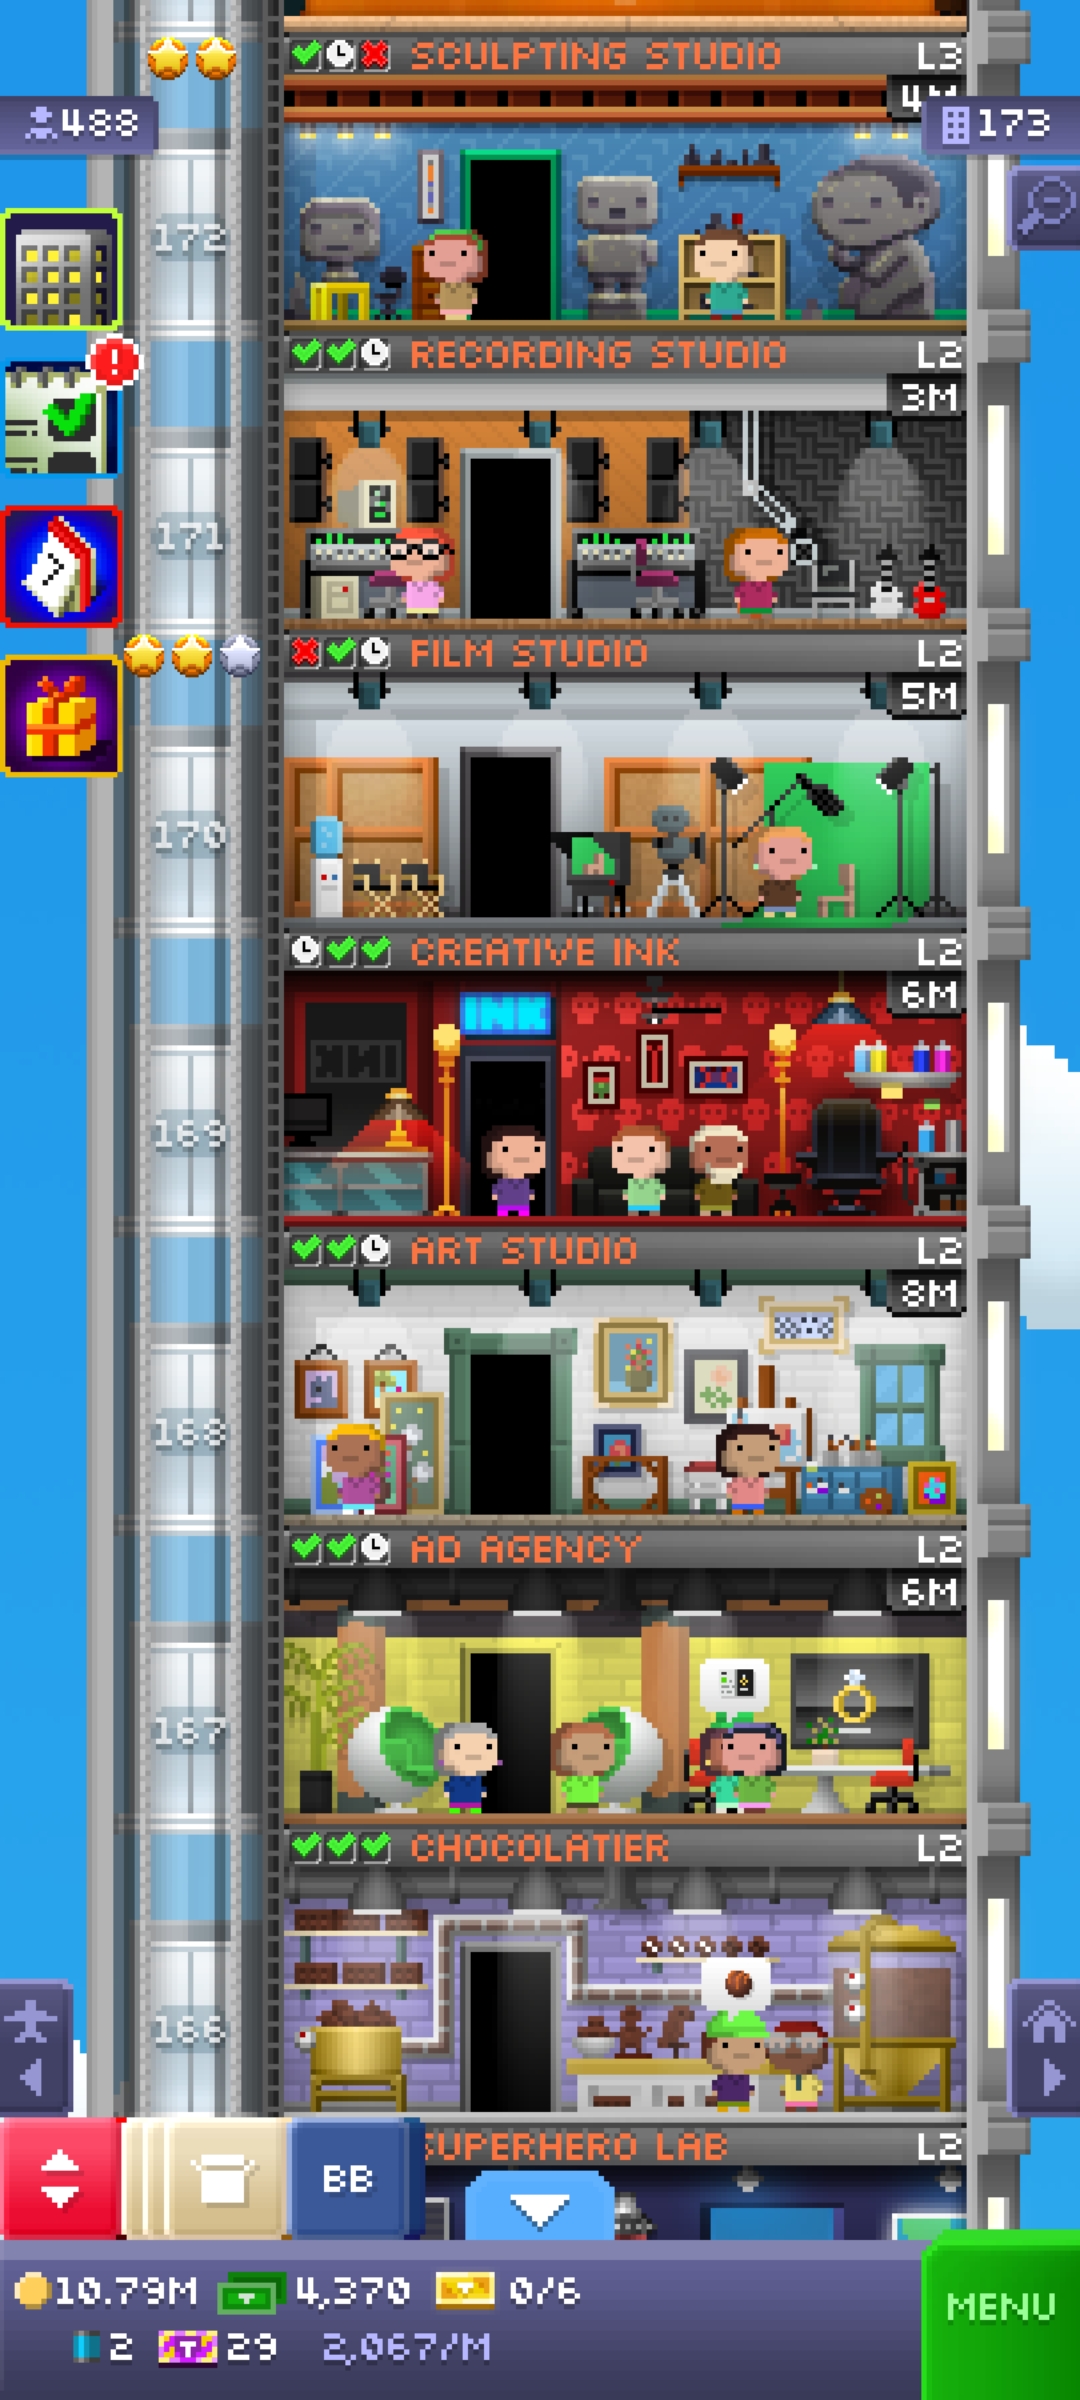 SCULPTING STUDIO L3
488
173
172
RECORDING STUDIO L2
3M
171
FILM STUDIO L2
5M
170
CREATIVE INK L2
6M
INK
169
ART STUDIO L2
8M
168
AD AGENCY L2
6M
167
CHOCOLATIER L2
166
SUPERHERO LAB L2
BB
10.79M 4,370 0/6
MENU
2 29 2,067/M